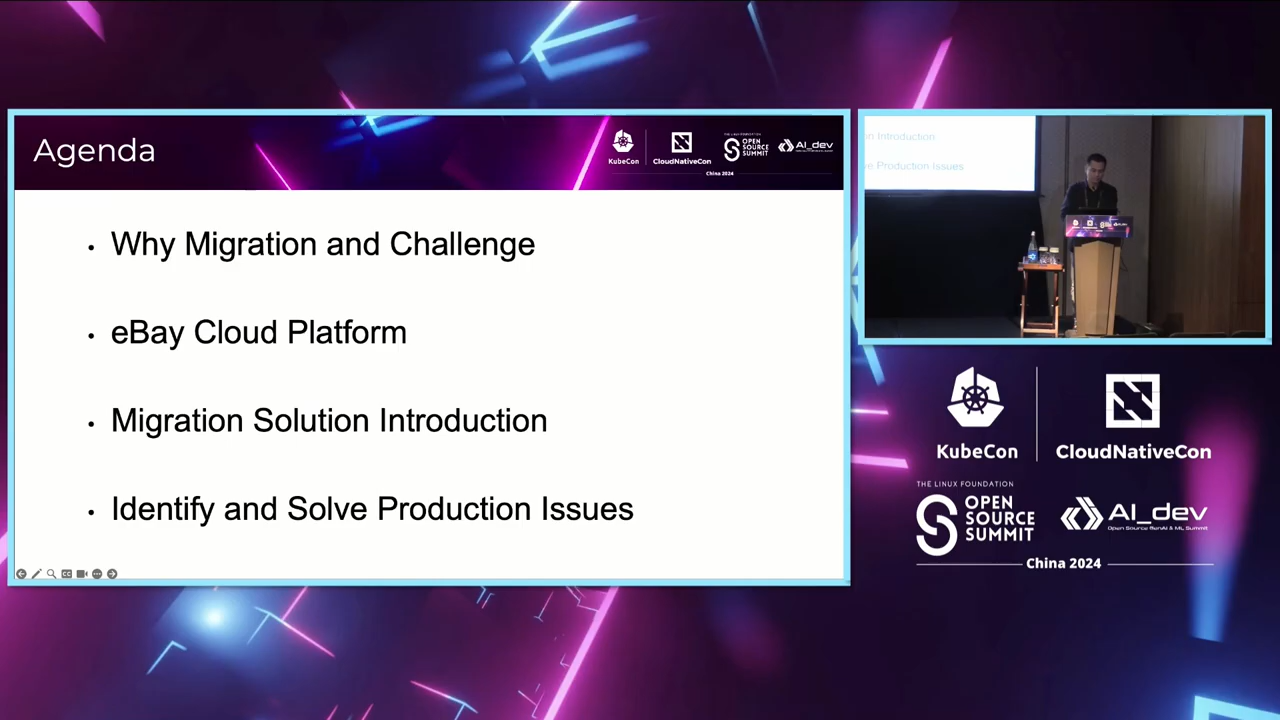 Agenda
KubeCon
CloudNativeCon
THE LINUX FOUNDATION
OPEN
SOURCE
SUMMIT
AI_dev
China 2024
• Why Migration and Challenge
• eBay Cloud Platform
• Migration Solution Introduction
• Identify and Solve Production Issues
on Introduction
ve Production Issues
KubeCon
CloudNativeCon
THE LINUX FOUNDATION
OPEN
SOURCE
SUMMIT
AI_dev
Open Source GenAI & ML Summit
China 2024